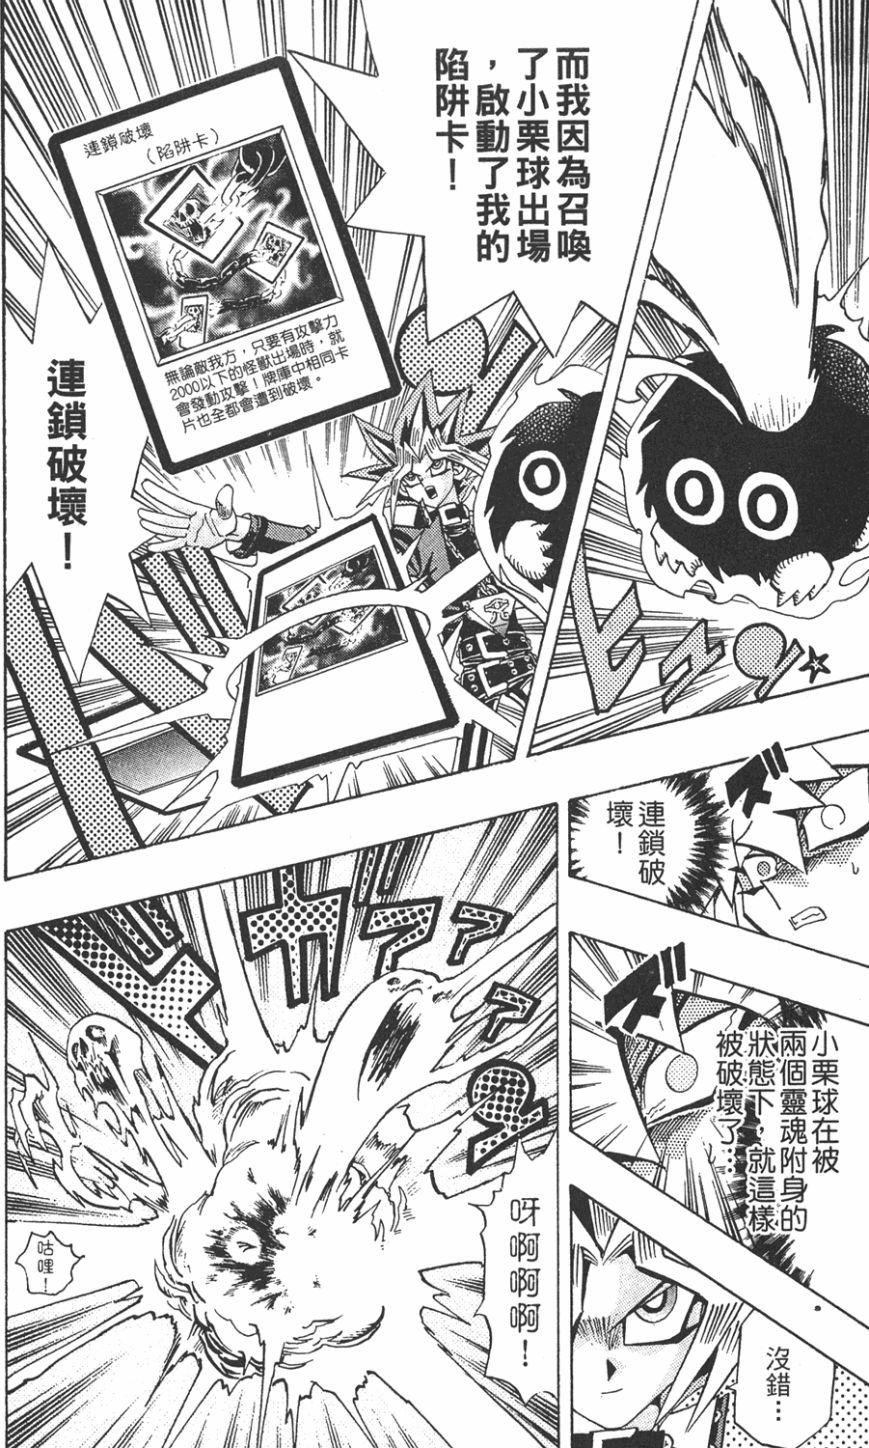 而我因為召喚
了小栗球出場
，啟動了我的
陷阱卡！
連鎖破壞
（陷阱卡）
無論敵我方，只要有攻擊力
2000以下的怪獸出場時，就
會發動攻擊！牌庫中相同卡
片也全都會遭到破壞。
連鎖破壞！
ヒュン
連鎖破
壞！
小栗球在被
兩個靈魂附身的
狀態下，就這樣
被破壞了…
沒錯…
呀啊啊啊！
咕哩！